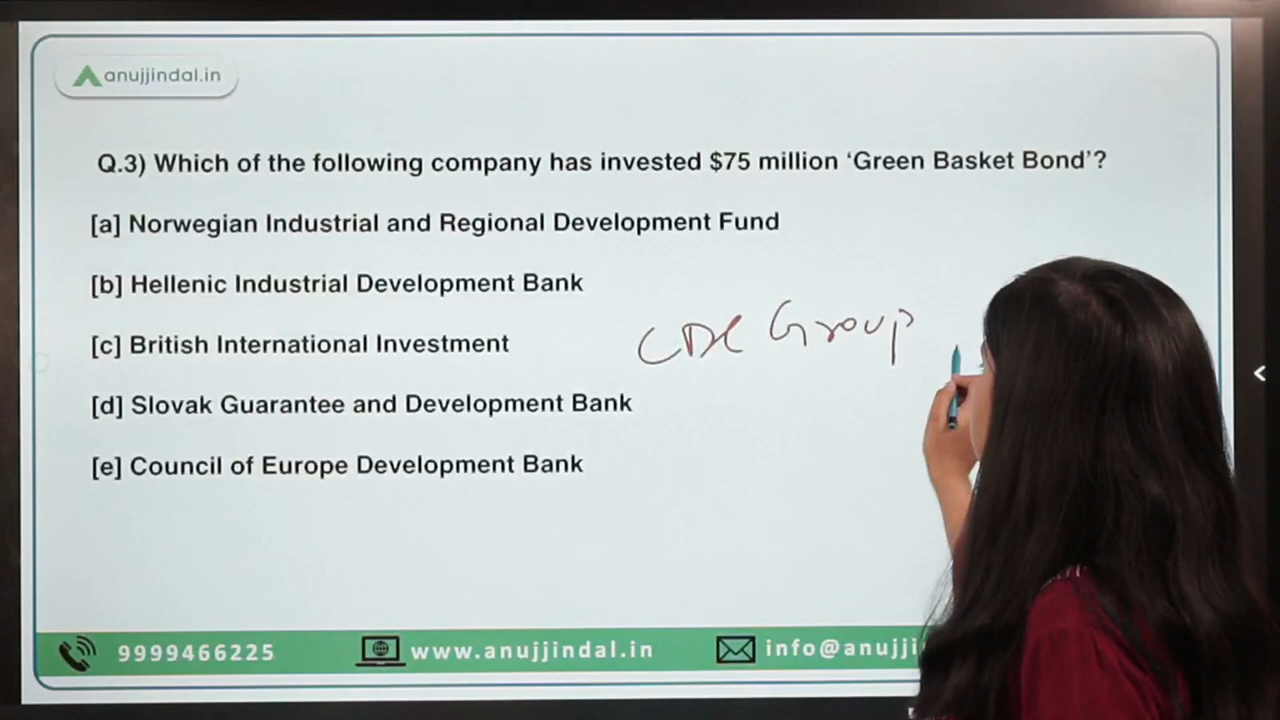 anujjindal.in
Q.3) Which of the following company has invested $75 million ‘Green Basket Bond’?
[a] Norwegian Industrial and Regional Development Fund
[b] Hellenic Industrial Development Bank
[c] British International Investment
CDC Group
[d] Slovak Guarantee and Development Bank
[e] Council of Europe Development Bank
9999466225 www.anujjindal.in info@anujji